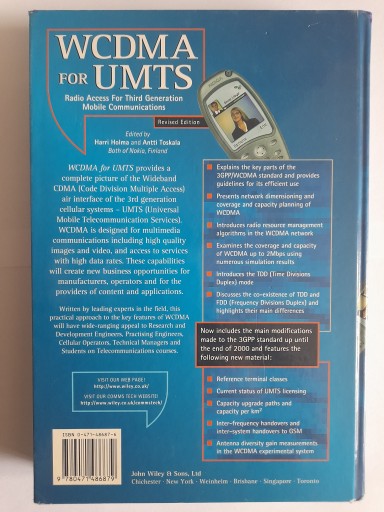 WCDMA
FOR UMTS
Radio Access For Third Generation
Mobile Communications
Revised Edition
Edited by
Harri Holma and Antti Toskala
Both of Nokia, Finland
WCDMA for UMTS provides a
complete picture of the Wideband
CDMA (Code Division Multiple Access)
air interface of the 3rd generation
cellular systems – UMTS (Universal
Mobile Telecommunication Services).
WCDMA is designed for multimedia
communications including high quality
images and video, and access to services
with high data rates. These capabilities
will create new business opportunities for
manufacturers, operators and for the
providers of content and applications.
Written by leading experts in the field, this
practical approach to the key features of WCDMA
will have wide-ranging appeal to Research and
Development Engineers, Practising Engineers,
Cellular Operators, Technical Managers and
Students on Telecommunications courses.
VISIT OUR WEB PAGE!
http://www.wiley.co.uk/
VISIT OUR COMMS TECH WEBSITE!
http://www.wiley.co.uk/commstech/
Explains the key parts of the
3GPP/WCDMA standard and provides
guidelines for its efficient use
Presents network dimensioning and
coverage and capacity planning of
WCDMA
Introduces radio resource management
algorithms in the WCDMA network
Examines the coverage and capacity
of WCDMA up to 2Mbps using
numerous simulation results
Introduces the TDD (Time Divisions
Duplex) mode
Discusses the co-existence of TDD and
FDD (Frequency Divisions Duplex) and
highlights their main differences
Now includes the main modifications
made to the 3GPP standard up until
the end of 2000 and features the
following new material:
Reference terminal classes
Current status of UMTS licensing
Capacity upgrade paths and
capacity per km²
Inter-frequency handovers and
inter-system handovers to GSM
Antenna diversity gain measurements
in the WCDMA experimental system
ISBN 0-471-48687-6
9 780471 486879
John Wiley & Sons, Ltd
Chichester · New York · Weinheim · Brisbane · Singapore · Toronto